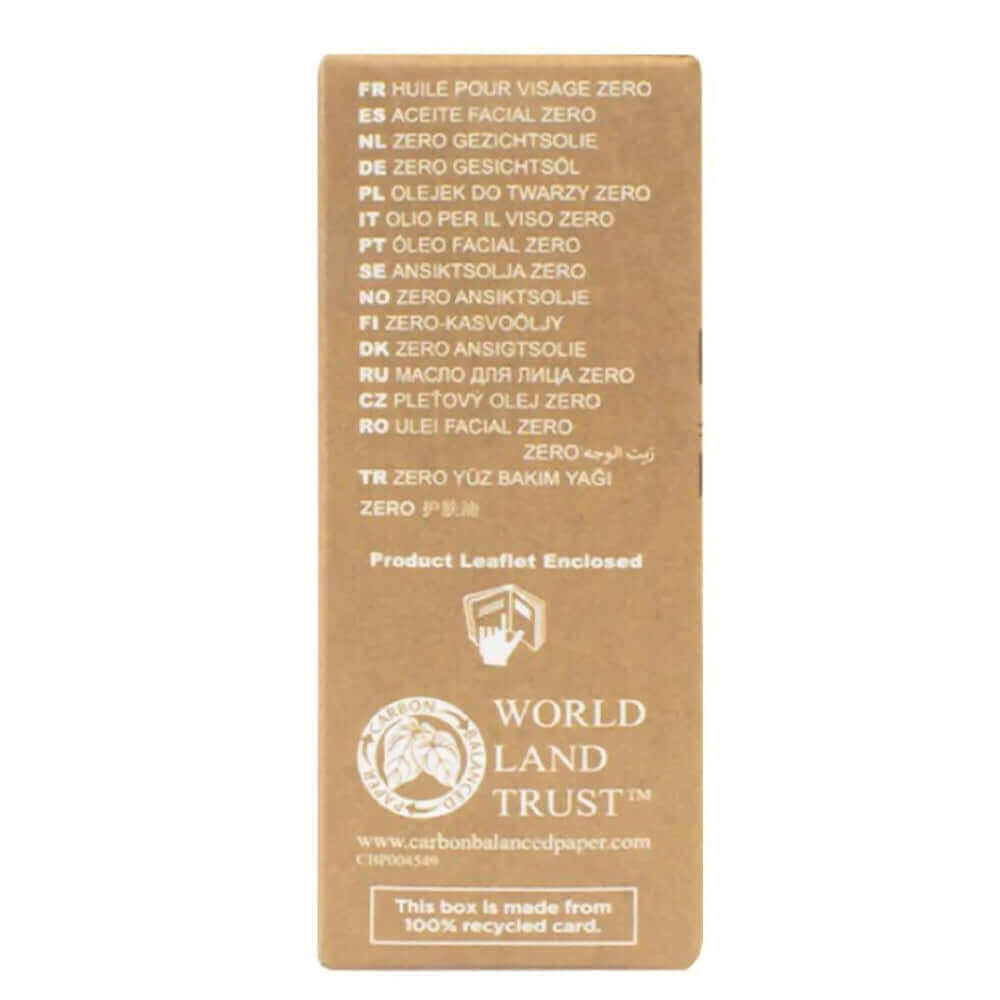 FR HUILE POUR VISAGE ZERO
ES ACEITE FACIAL ZERO
NL ZERO GEZICHTSOLIE
DE ZERO GESICHTSÖL
PL OLEJEK DO TWARZY ZERO
IT OLIO PER IL VISO ZERO
PT ÓLEO FACIAL ZERO
SE ANSIKTSOLJA ZERO
NO ZERO ANSIKTSOLJE
FI ZERO-KASVOÖLJY
DK ZERO ANSIGTSOLIE
RU МАСЛО ДЛЯ ЛИЦА ZERO
CZ PLEŤOVÝ OLEJ ZERO
RO ULEI FACIAL ZERO
زيت الوجه ZERO
TR ZERO YÜZ BAKIM YAĞI
ZERO 护肤油
Product Leaflet Enclosed
CARBON BALANCED PAPER
WORLD
LAND
TRUST™
www.carbonbalancedpaper.com
CBP004549
This box is made from
100% recycled card.